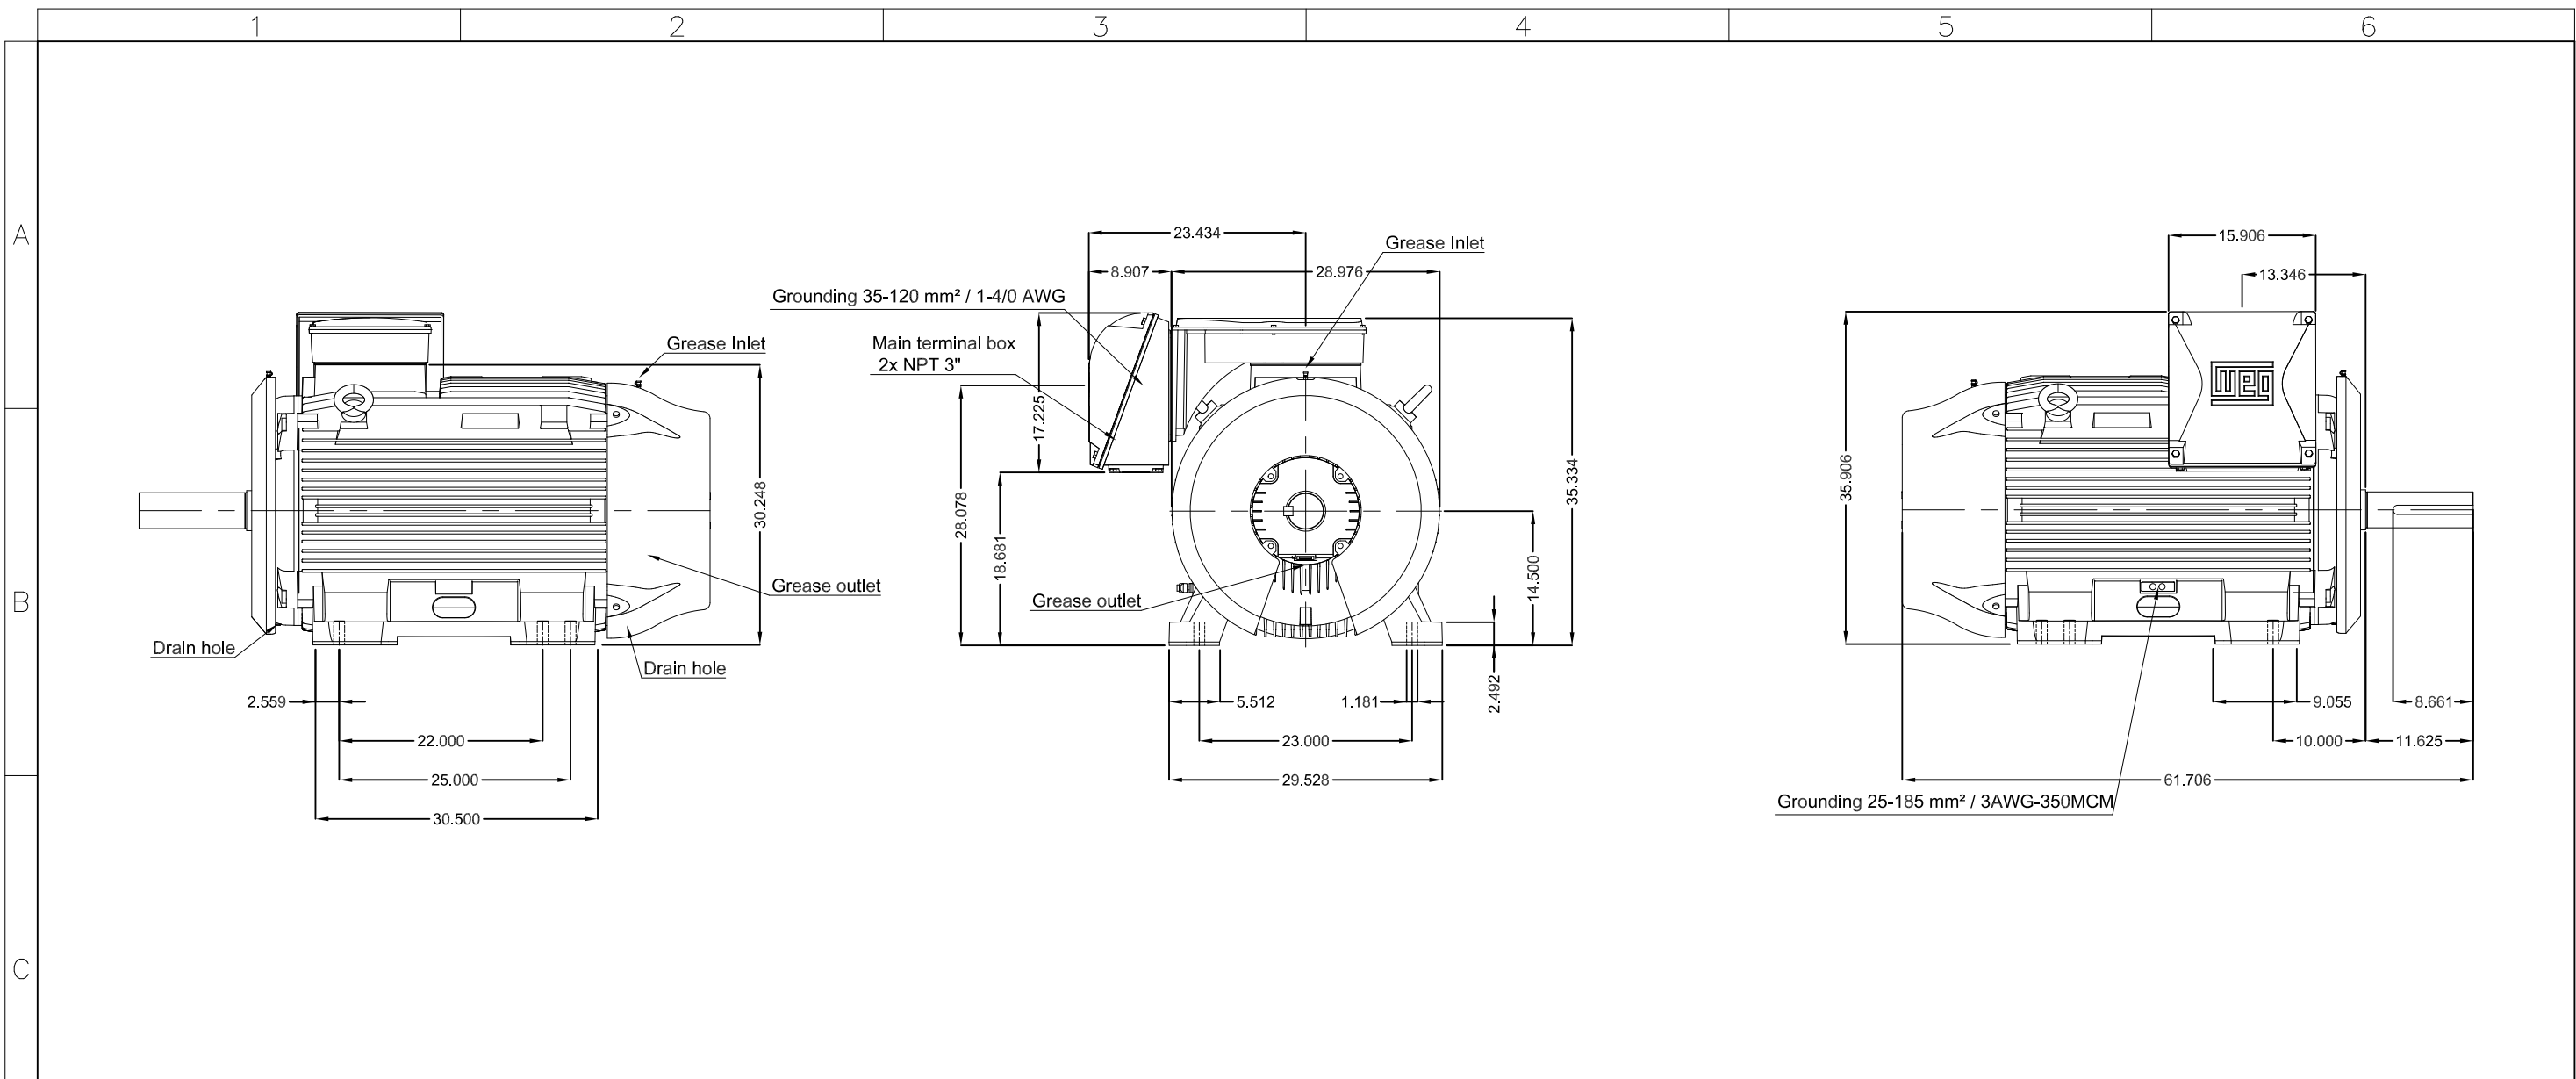 1 2 3 4 5 6
A
B
C
Grease Inlet
30.248
Grease outlet
Drain hole
Drain hole
2.559
22.000
25.000
30.500
23.434
Grease Inlet
8.907
28.976
Grounding 35-120 mm² / 1-4/0 AWG
Main terminal box
2x NPT 3"
17.225
28.078
18.681
35.334
14.500
Grease outlet
2.492
5.512
1.181
23.000
29.528
15.906
13.346
WEG
35.906
9.055
8.661
10.000
11.625
61.706
Grounding 25-185 mm² / 3AWG-350MCM